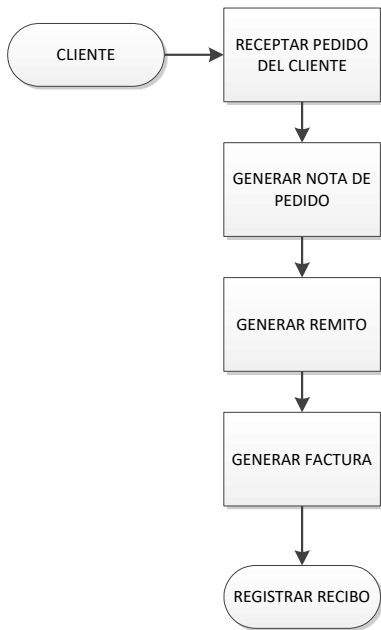 CLIENTE
RECEPTAR PEDIDO
DEL CLIENTE
GENERAR NOTA DE
PEDIDO
GENERAR REMITO
GENERAR FACTURA
REGISTRAR RECIBO